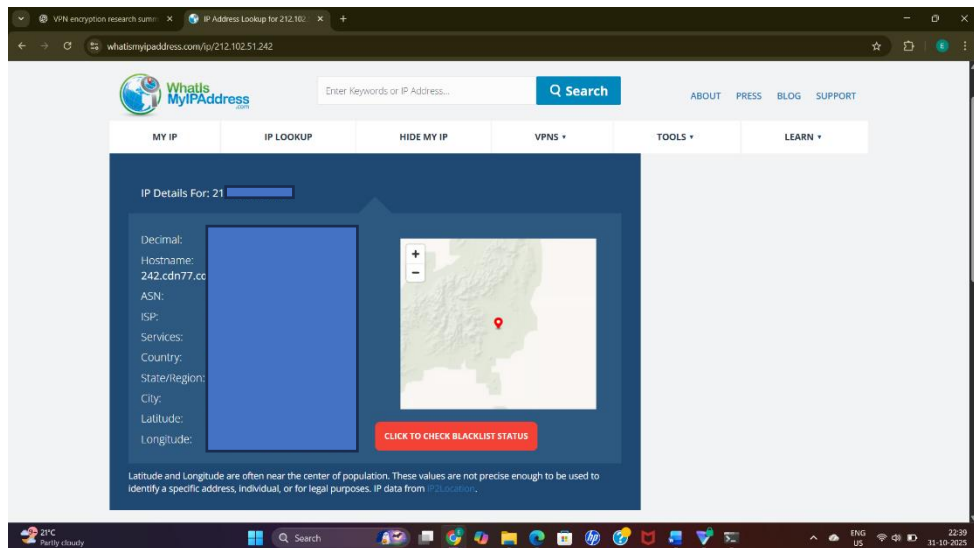 VPN encryption research summ
IP Address Lookup for 212.102.
whatismyipaddress.com/ip/212.102.51.242
WhatIs
MyIPAddress
.com
Enter Keywords or IP Address...
Search
ABOUT PRESS BLOG SUPPORT
MY IP IP LOOKUP HIDE MY IP VPNS TOOLS LEARN
IP Details For: 21
Decimal:
Hostname:
242.cdn77.co
ASN:
ISP:
Services:
Country:
State/Region:
City:
Latitude:
Longitude:
+
−
CLICK TO CHECK BLACKLIST STATUS
Latitude and Longitude are often near the center of population. These values are not precise enough to be used to
identify a specific address, individual, or for legal purposes. IP data from IP2Location.
21°C
Partly cloudy
Search
ENG
US
22:39
31-10-2025